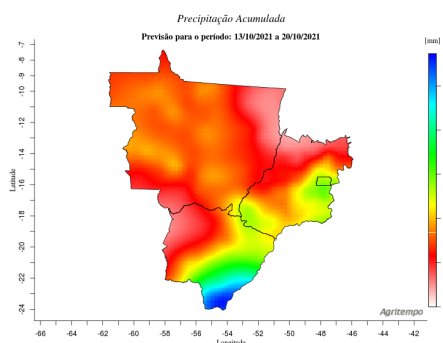 Precipitação Acumulada
Previsão para o período: 13/10/2021 a 20/10/2021
[mm]
-7
-8
-9
-10
-12
-14
-16
-18
-20
-22
-24
Latitude
Agritempo
-66 -64 -62 -60 -58 -56 -54 -52 -50 -48 -46 -44 -42
Longitude